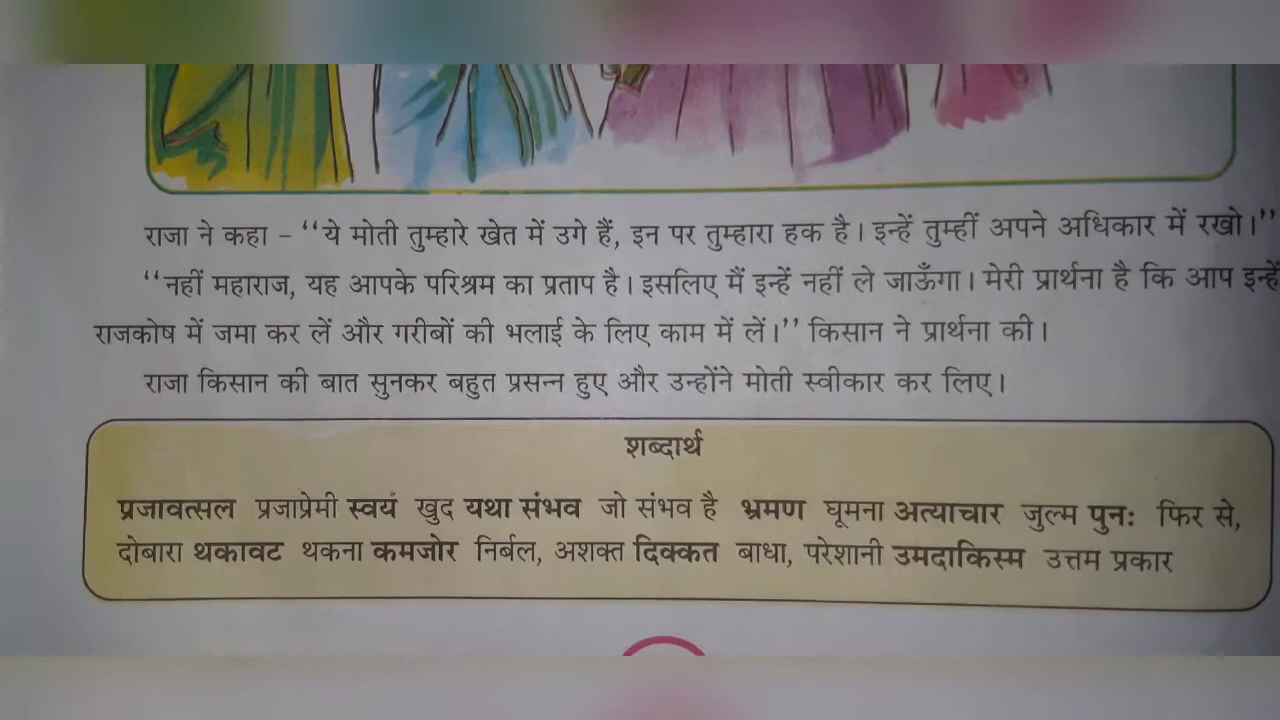 राजा ने कहा – ‘‘ये मोती तुम्हारे खेत में उगे हैं, इन पर तुम्हारा हक है। इन्हें तुम्हीं अपने अधिकार में रखो।’’
‘‘नहीं महाराज, यह आपके परिश्रम का प्रताप है। इसलिए मैं इन्हें नहीं ले जाऊँगा। मेरी प्रार्थना है कि आप इन्हें
राजकोष में जमा कर लें और गरीबों की भलाई के लिए काम में लें।’’ किसान ने प्रार्थना की।
राजा किसान की बात सुनकर बहुत प्रसन्न हुए और उन्होंने मोती स्वीकार कर लिए।
शब्दार्थ
प्रजावत्सल प्रजाप्रेमी स्वयं खुद यथा संभव जो संभव है भ्रमण घूमना अत्याचार जुल्म पुनः फिर से,
दोबारा थकावट थकना कमजोर निर्बल, अशक्त दिक्कत बाधा, परेशानी उमदाकिस्म उत्तम प्रकार